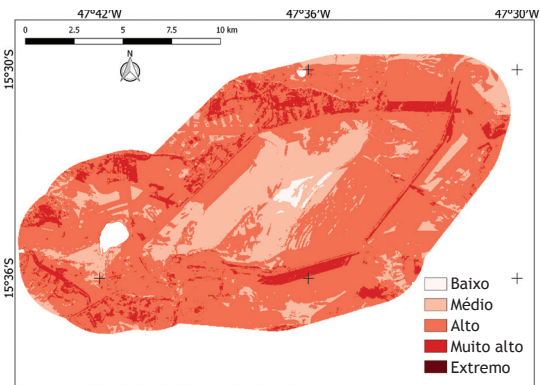 47°42'W 47°36'W 47°30'W
0 2.5 5 7.5 10 km
N
15°30'S
15°36'S
Baixo
Médio
Alto
Muito alto
Extremo